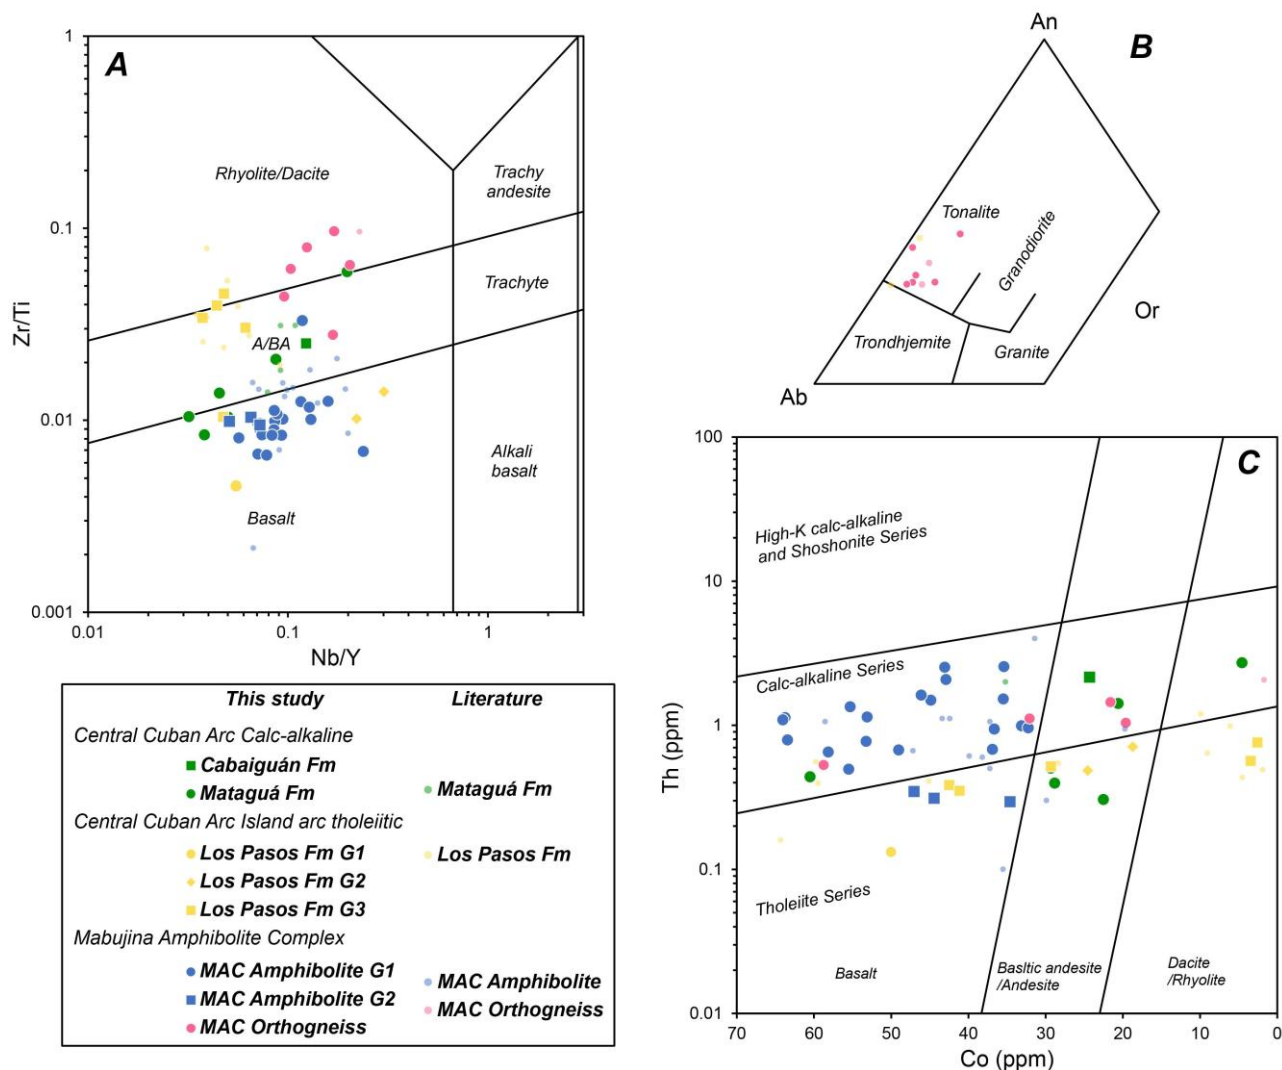 A
1
0.1
0.01
0.001
Zr/Ti
0.01
0.1
1
Nb/Y
Rhyolite/Dacite
Trachy
andesite
Trachyte
A/BA
Alkali
basalt
Basalt
B
An
Tonalite
Granodiorite
Or
Trondhjemite
Granite
Ab
This study
Literature
Central Cuban Arc Calc-alkaline
Cabaiguán Fm
Mataguá Fm
Mataguá Fm
Central Cuban Arc Island arc tholeiitic
Los Pasos Fm G1
Los Pasos Fm
Los Pasos Fm G2
Los Pasos Fm G3
Mabujina Amphibolite Complex
MAC Amphibolite G1
MAC Amphibolite
MAC Amphibolite G2
MAC Orthogneiss
MAC Orthogneiss
C
100
10
1
0.1
0.01
Th (ppm)
High-K calc-alkaline
and Shoshonite Series
Calc-alkaline Series
Tholeiite Series
Basalt
Basltic andesite
/Andesite
Dacite
/Rhyolite
70
60
50
40
30
20
10
0
Co (ppm)